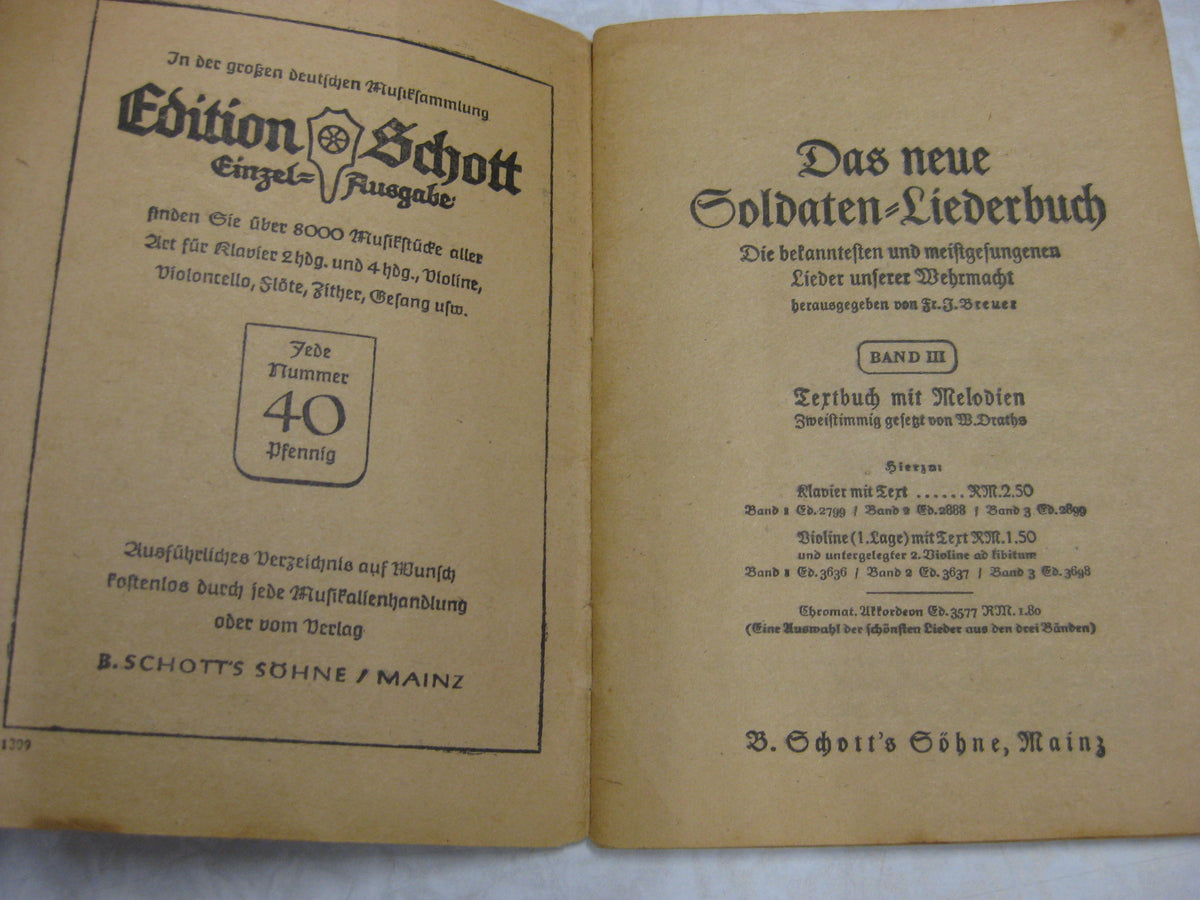 In der großen deutschen Musiksammlung
Edition Schott
Einzel= Ausgabe:
finden Sie über 8000 Musikstücke aller
Art für Klavier 2 hdg. und 4 hdg., Violine,
Violoncello, Flöte, Zither, Gesang usw.
Jede
Nummer
40
Pfennig
Ausführliches Verzeichnis auf Wunsch
kostenlos durch jede Musikalienhandlung
oder vom Verlag
B. SCHOTT'S SÖHNE / MAINZ
1309
Das neue
Soldaten=Liederbuch
Die bekanntesten und meistgesungenen
Lieder unserer Wehrmacht
herausgegeben von Fr. J. Breuer
BAND III
Textbuch mit Melodien
Zweistimmig gesetzt von W. Draths
Hierzu:
Klavier mit Text ...... RM. 2.50
Band 1 Ed. 2799 / Band 2 Ed. 2888 / Band 3 Ed. 2899
Violine (1. Lage) mit Text RM. 1.50
und untergelegter 2. Violine ad libitum
Band 1 Ed. 3636 / Band 2 Ed. 3637 / Band 3 Ed. 3698
Chromat. Akkordeon Ed. 3577 RM. 1.80
(Eine Auswahl der schönsten Lieder aus den drei Bänden)
B. Schott's Söhne, Mainz